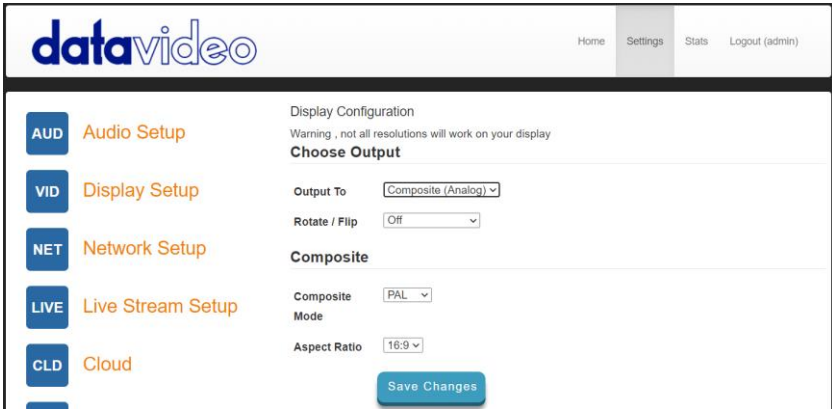 datavideo
Home Settings Stats Logout (admin)
AUD Audio Setup
VID Display Setup
NET Network Setup
LIVE Live Stream Setup
CLD Cloud
Display Configuration
Warning , not all resolutions will work on your display
Choose Output
Output To Composite (Analog)
Rotate / Flip Off
Composite
Composite PAL
Mode
Aspect Ratio 16:9
Save Changes